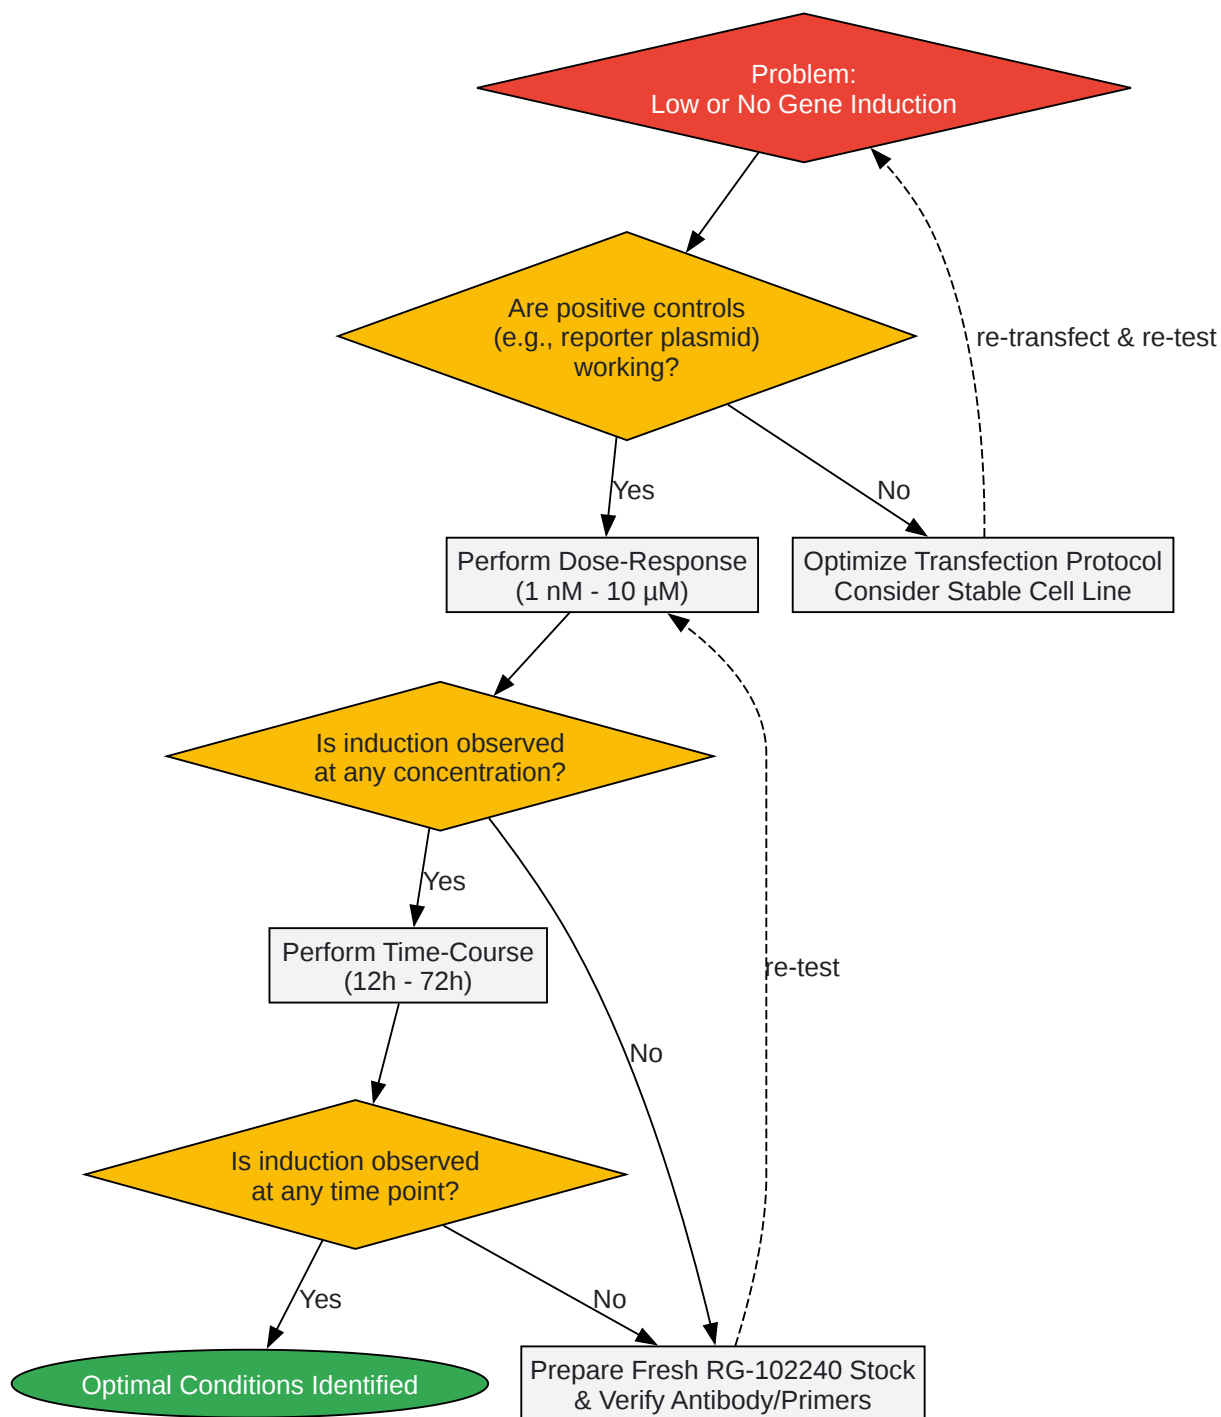 Problem:
Low or No Gene Induction
Are positive controls
(e.g., reporter plasmid)
working?
re-transfect & re-test
Yes
No
Perform Dose-Response
(1 nM - 10 µM)
Optimize Transfection Protocol
Consider Stable Cell Line
Is induction observed
at any concentration?
Yes
Perform Time-Course
(12h - 72h)
re-test
No
Is induction observed
at any time point?
Yes
No
Optimal Conditions Identified
Prepare Fresh RG-102240 Stock
& Verify Antibody/Primers